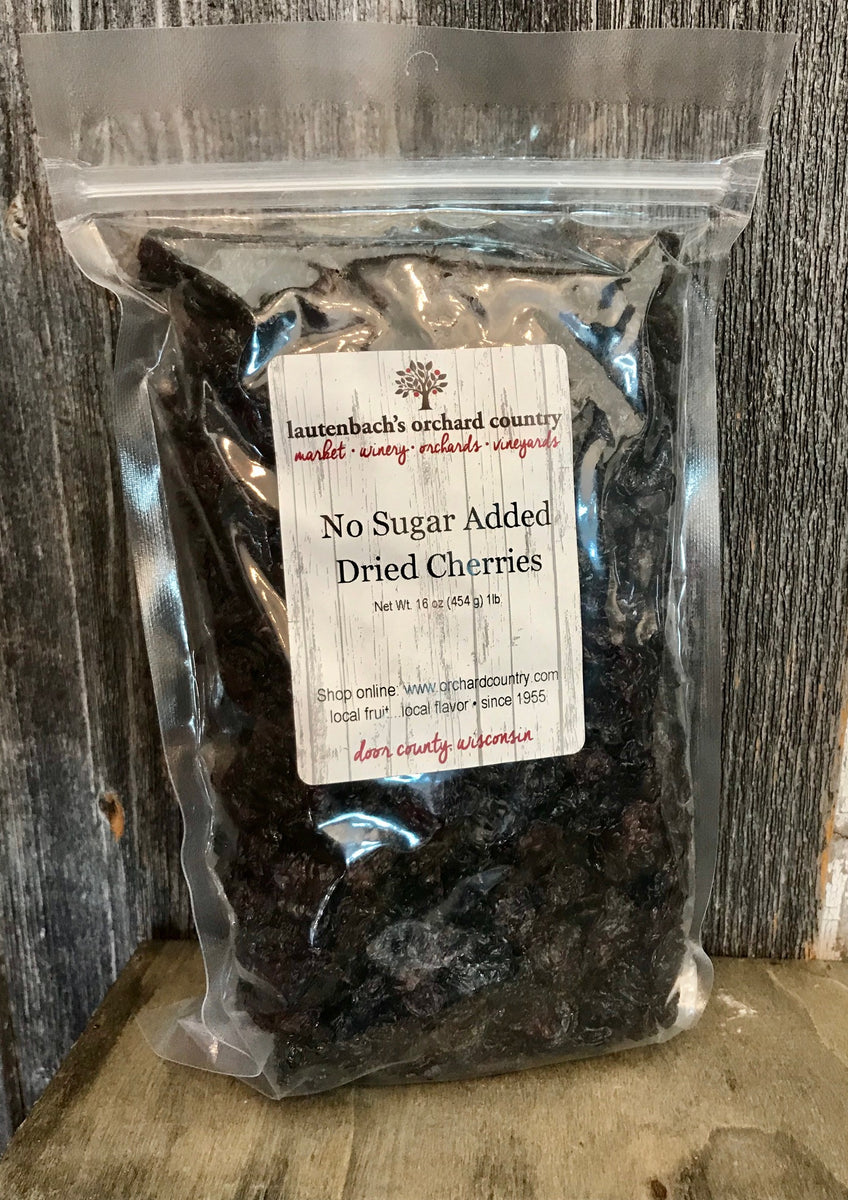 lautenbach's orchard country
market · winery · orchards · vineyards
No Sugar Added
Dried Cherries
Net Wt. 16 oz (454 g) 1lb
Shop online: www.orchardcountry.com
local fruit...local flavor • since 1955
door county, wisconsin